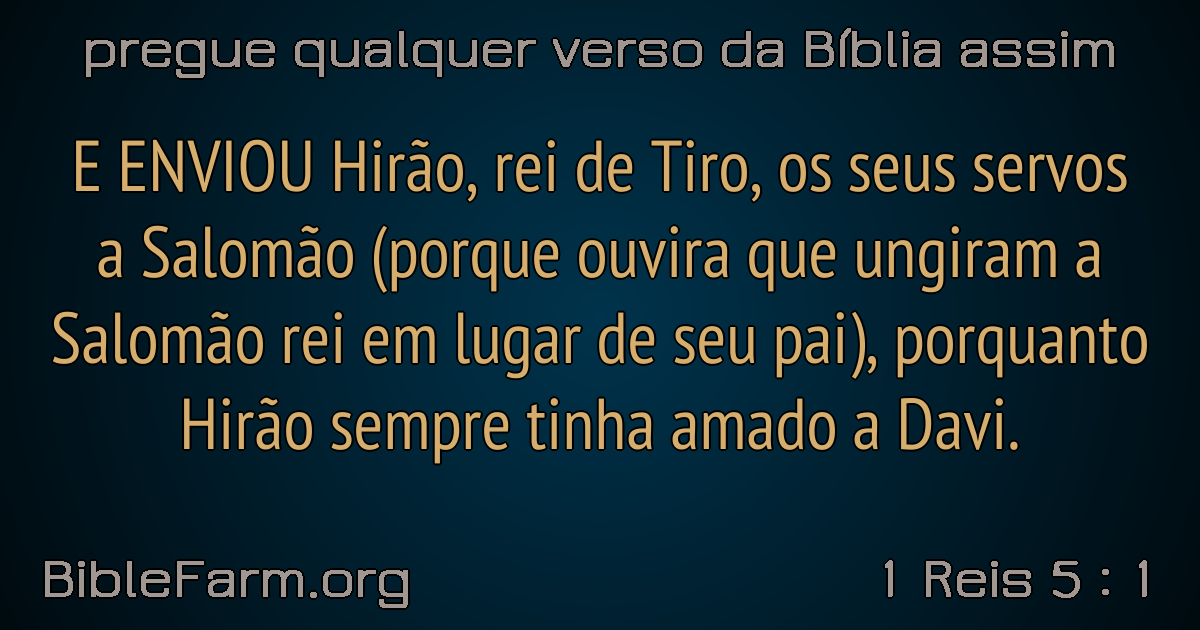 pregue qualquer verso da Bíblia assim
E ENVIOU Hirão, rei de Tiro, os seus servos
a Salomão (porque ouvira que ungiram a
Salomão rei em lugar de seu pai), porquanto
Hirão sempre tinha amado a Davi.
BibleFarm.org
1 Reis 5 : 1